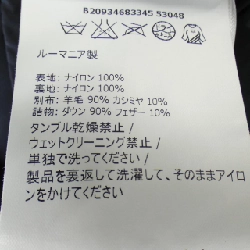 B20934683345 53048
ルーマニア製
表地: ナイロン 100%
裏地: ナイロン 100%
別布: 羊毛 90% カシミヤ 10%
詰物: ダウン 90% フェザー 10%
タンブル乾燥禁止 /
ウェットクリーニング禁止 /
単独で洗ってください /
製品を裏返して洗濯して、そのままアイロ
ンをかけてください